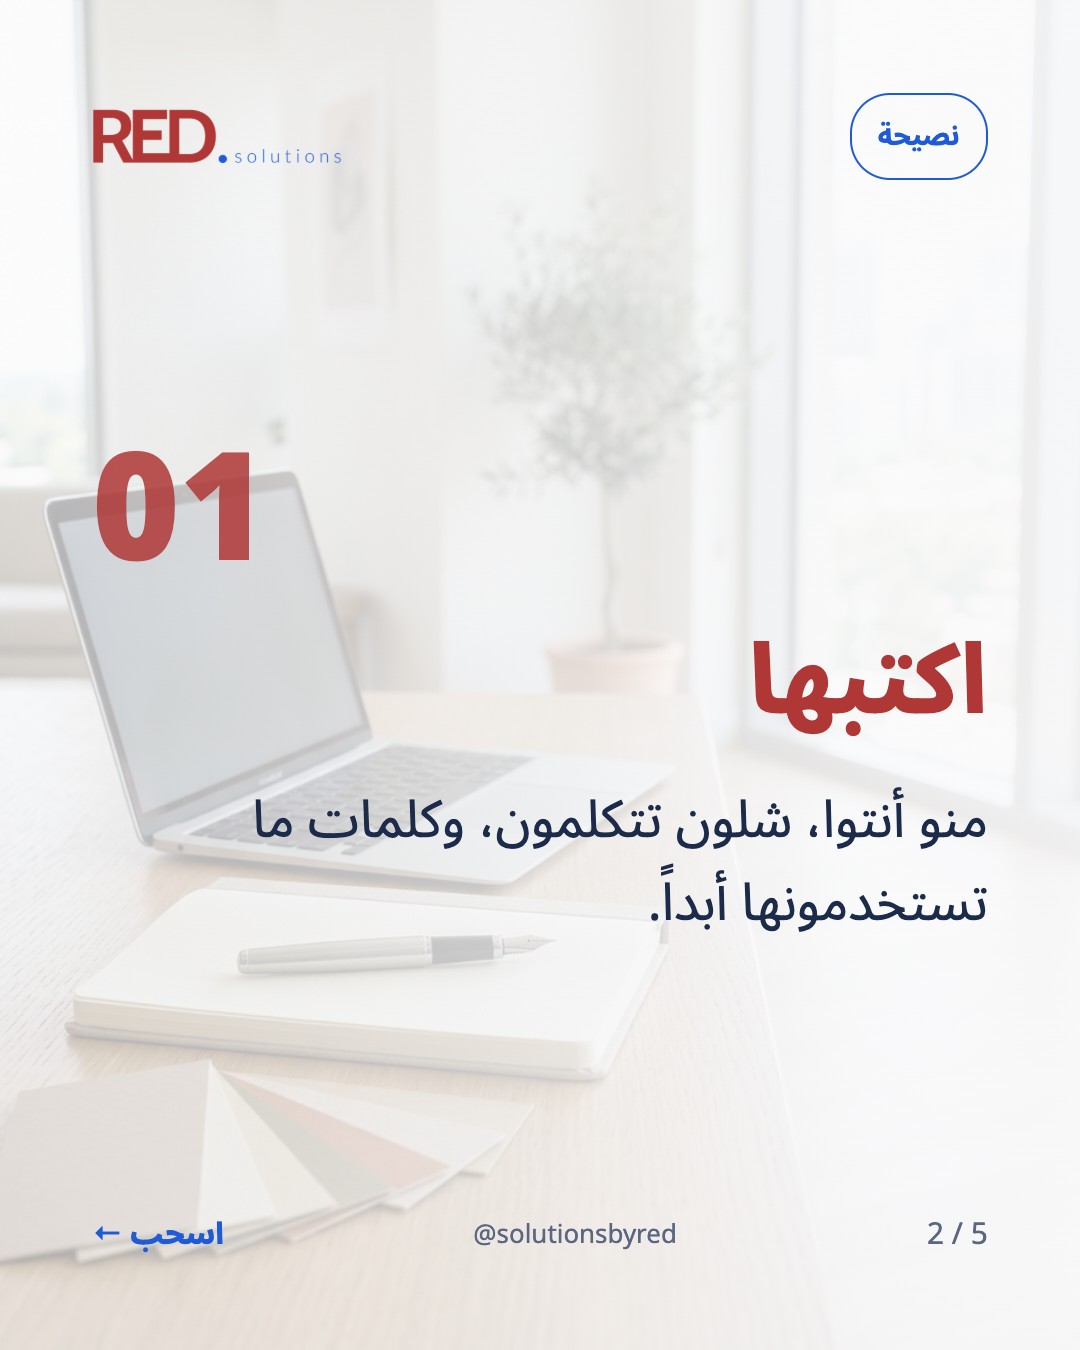 RED.solutions
نصيحة
01
اكتبها
منو أنتوا، شلون تتكلمون، وكلمات ما
تستخدمونها أبداً.
اسحب ←
@solutionsbyred
2 / 5